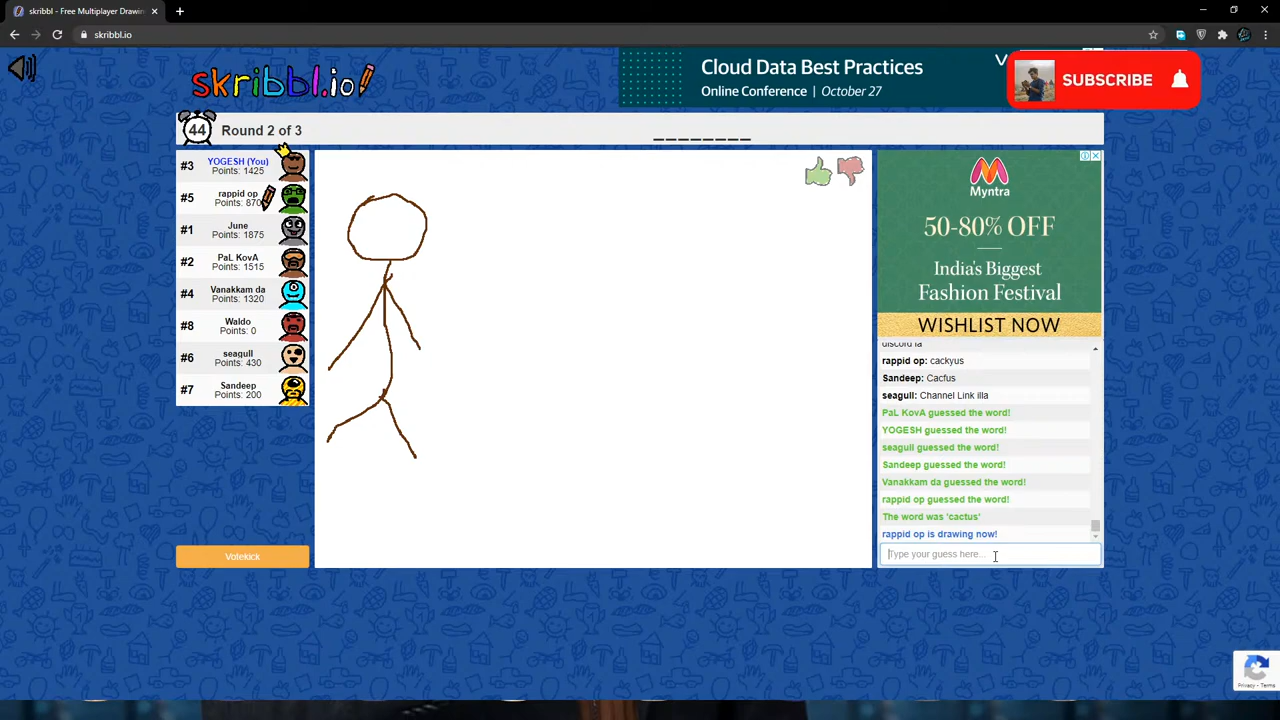 skribbl - Free Multiplayer Drawin
skribbl.io
skribbl.io
Cloud Data Best Practices
Online Conference | October 27
SUBSCRIBE
44
Round 2 of 3
________
#3
YOGESH (You)
Points: 1425
#5
rappid op
Points: 870
#1
June
Points: 1875
#2
PaL KovA
Points: 1515
#4
Vanakkam da
Points: 1320
#8
Waldo
Points: 0
#6
seagull
Points: 430
#7
Sandeep
Points: 200
Votekick
Myntra
50-80% OFF
India's Biggest
Fashion Festival
WISHLIST NOW
discord la
rappid op: cackyus
Sandeep: Cacfus
seagull: Channel Link illa
PaL KovA guessed the word!
YOGESH guessed the word!
seagull guessed the word!
Sandeep guessed the word!
Vanakkam da guessed the word!
rappid op guessed the word!
The word was 'cactus'
rappid op is drawing now!
Type your guess here...
Privacy - Terms